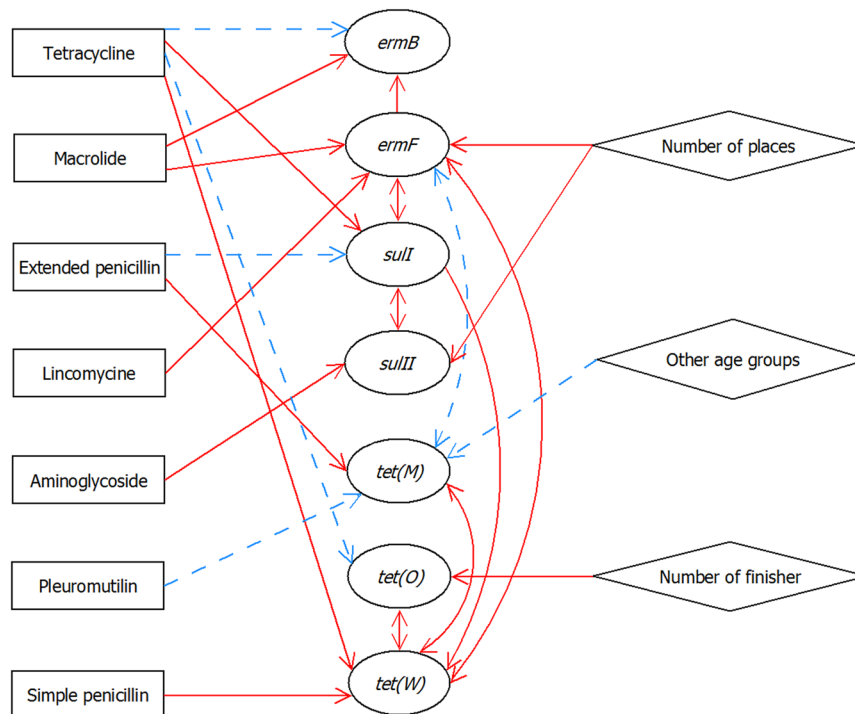 Tetracycline
ermB
Macrolide
ermF
Number of places
Extended penicillin
sulI
Lincomycine
sulII
Other age groups
Aminoglycoside
tet(M)
Pleuromutilin
tet(O)
Number of finisher
Simple penicillin
tet(W)